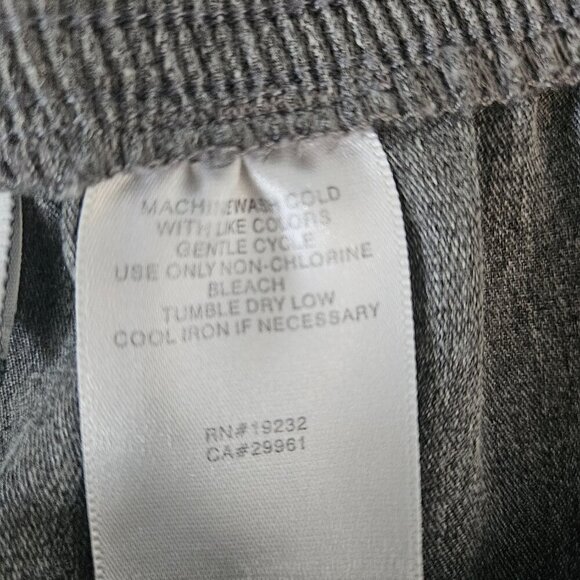 MACHINE WASH COLD
WITH LIKE COLORS
GENTLE CYCLE
USE ONLY NON-CHLORINE
BLEACH
TUMBLE DRY LOW
COOL IRON IF NECESSARY
RN#19232
CA#29961